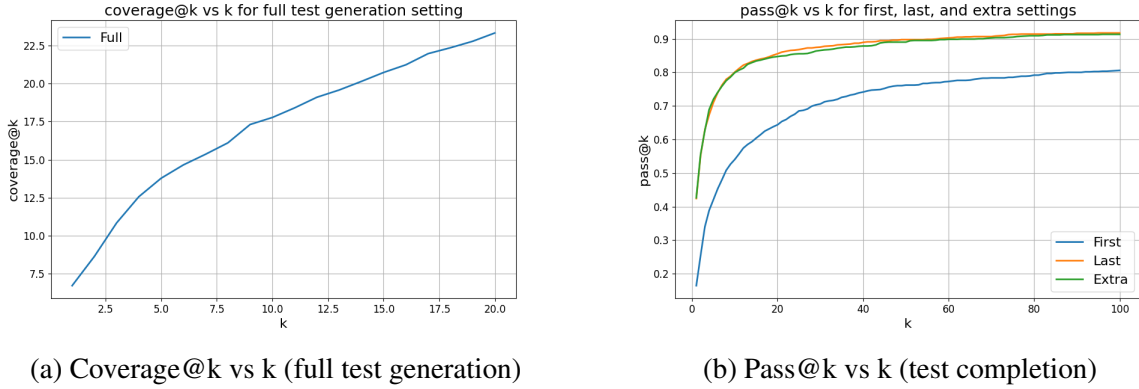 coverage@k vs k for full test generation setting
Full
22.5
20.0
17.5
15.0
12.5
10.0
7.5
coverage@k
2.5 5.0 7.5 10.0 12.5 15.0 17.5 20.0
k
(a) Coverage@k vs k (full test generation)
pass@k vs k for first, last, and extra settings
0.9
0.8
0.7
0.6
0.5
0.4
0.3
0.2
pass@k
First
Last
Extra
0 20 40 60 80 100
k
(b) Pass@k vs k (test completion)